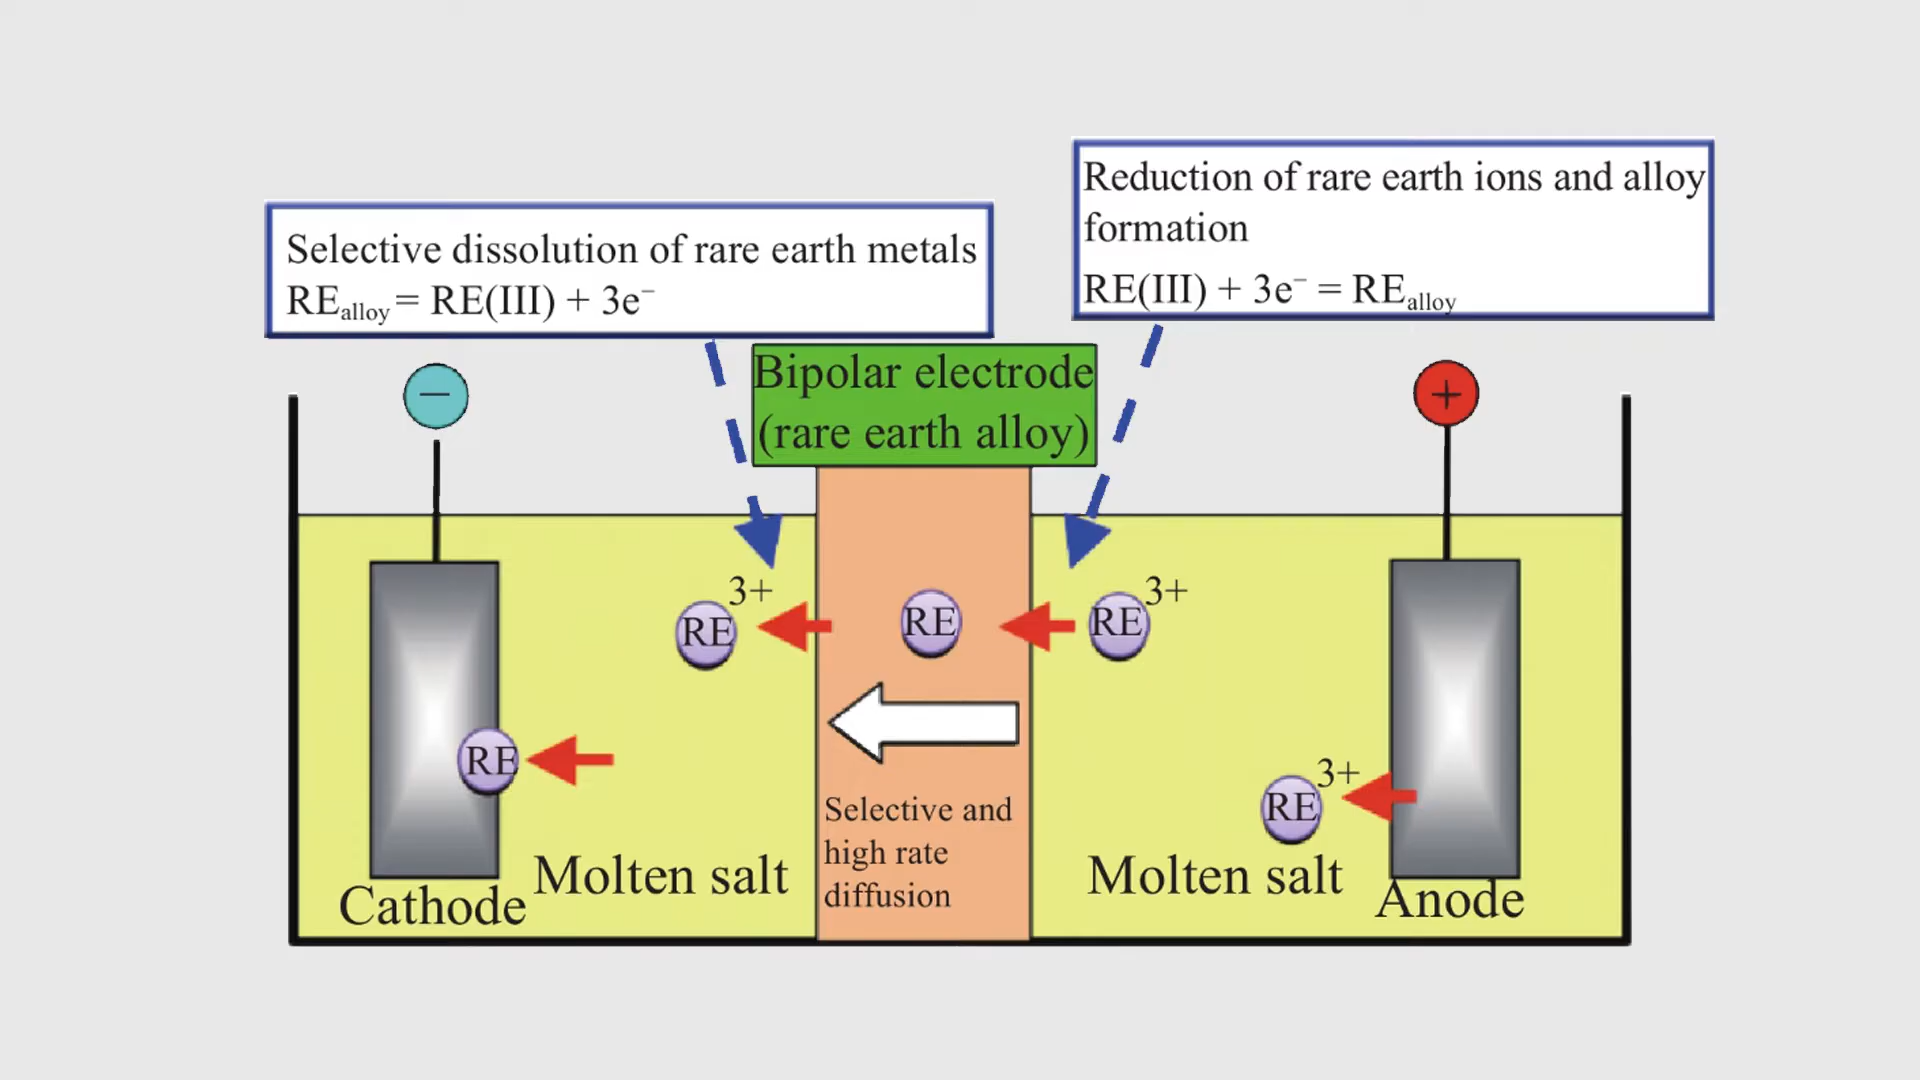 Selective dissolution of rare earth metals
REalloy = RE(III) + 3e⁻
Reduction of rare earth ions and alloy
formation
RE(III) + 3e⁻ = REalloy
Bipolar electrode
(rare earth alloy)
−
+
3+
RE
RE
3+
RE
RE
3+
RE
Selective and
high rate
diffusion
Molten salt
Cathode
Molten salt
Anode